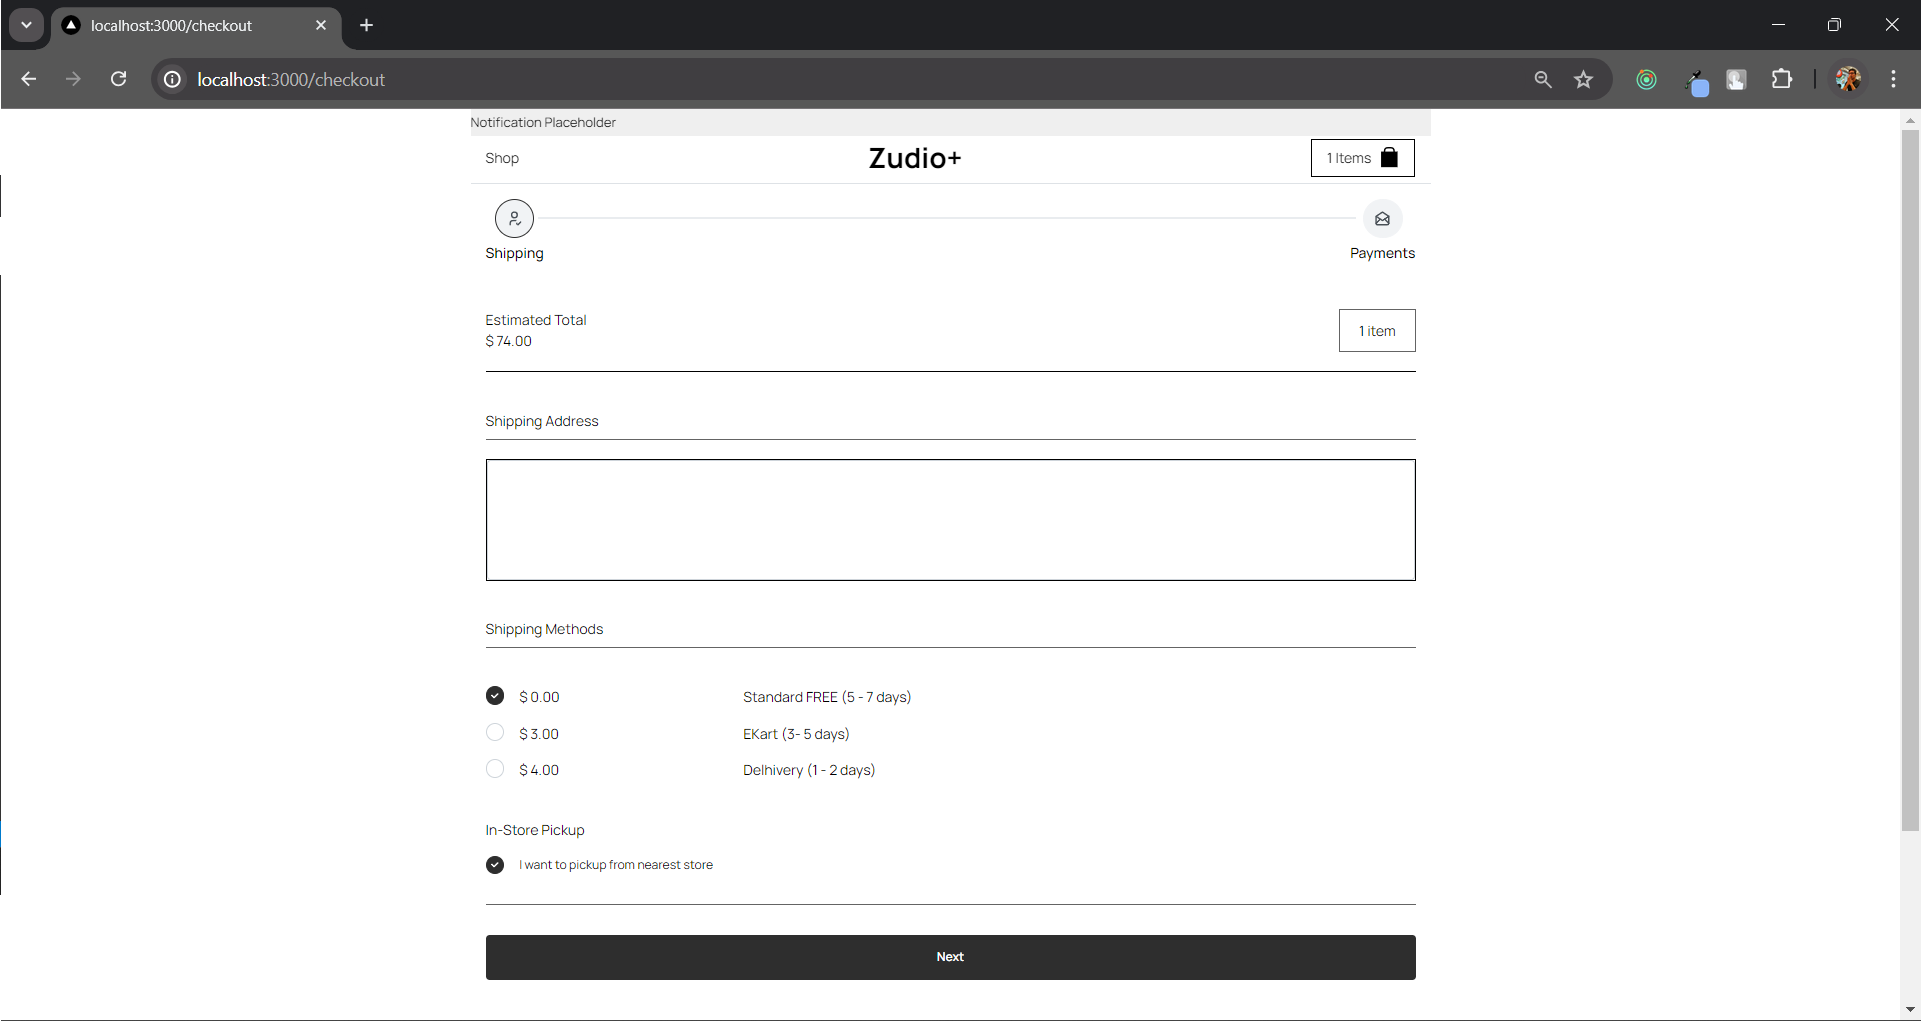 localhost:3000/checkout
localhost:3000/checkout
Notification Placeholder
Shop
Zudio+
1 Items
Shipping
Payments
Estimated Total
$ 74.00
1 item
Shipping Address
Shipping Methods
$ 0.00 Standard FREE (5 - 7 days)
$ 3.00 EKart (3- 5 days)
$ 4.00 Delhivery (1 - 2 days)
In-Store Pickup
I want to pickup from nearest store
Next